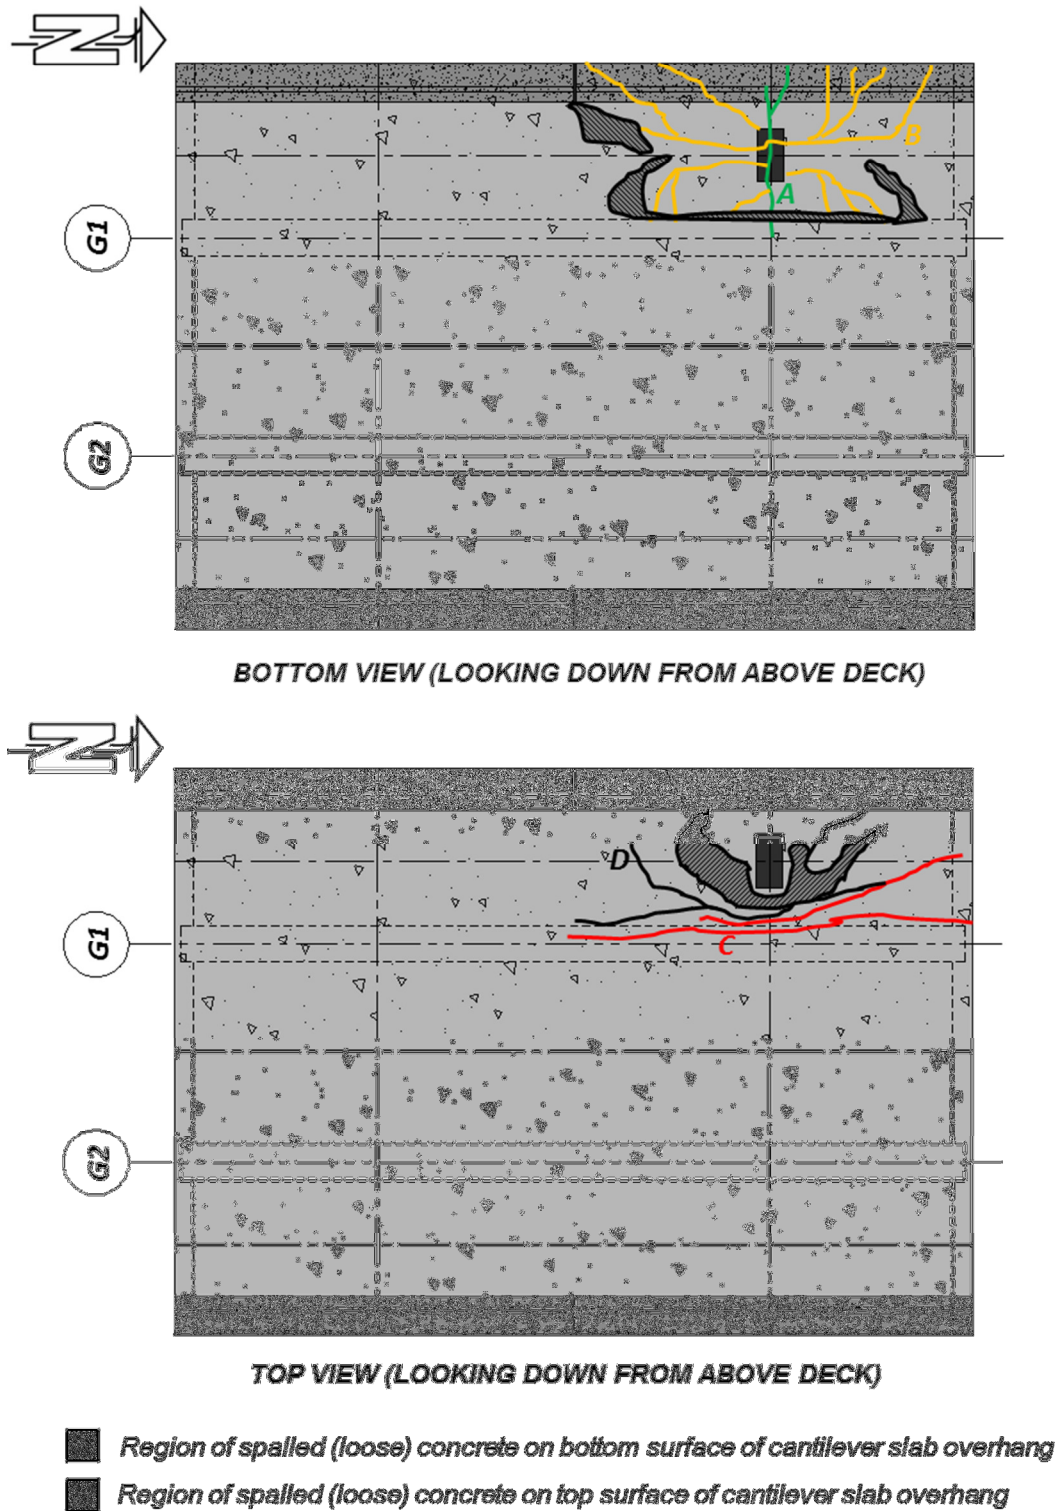 N
B
A
G1
G2
BOTTOM VIEW (LOOKING DOWN FROM ABOVE DECK)
N
D
G1
C
G2
TOP VIEW (LOOKING DOWN FROM ABOVE DECK)
Region of spalled (loose) concrete on bottom surface of cantilever slab overhang
Region of spalled (loose) concrete on top surface of cantilever slab overhang